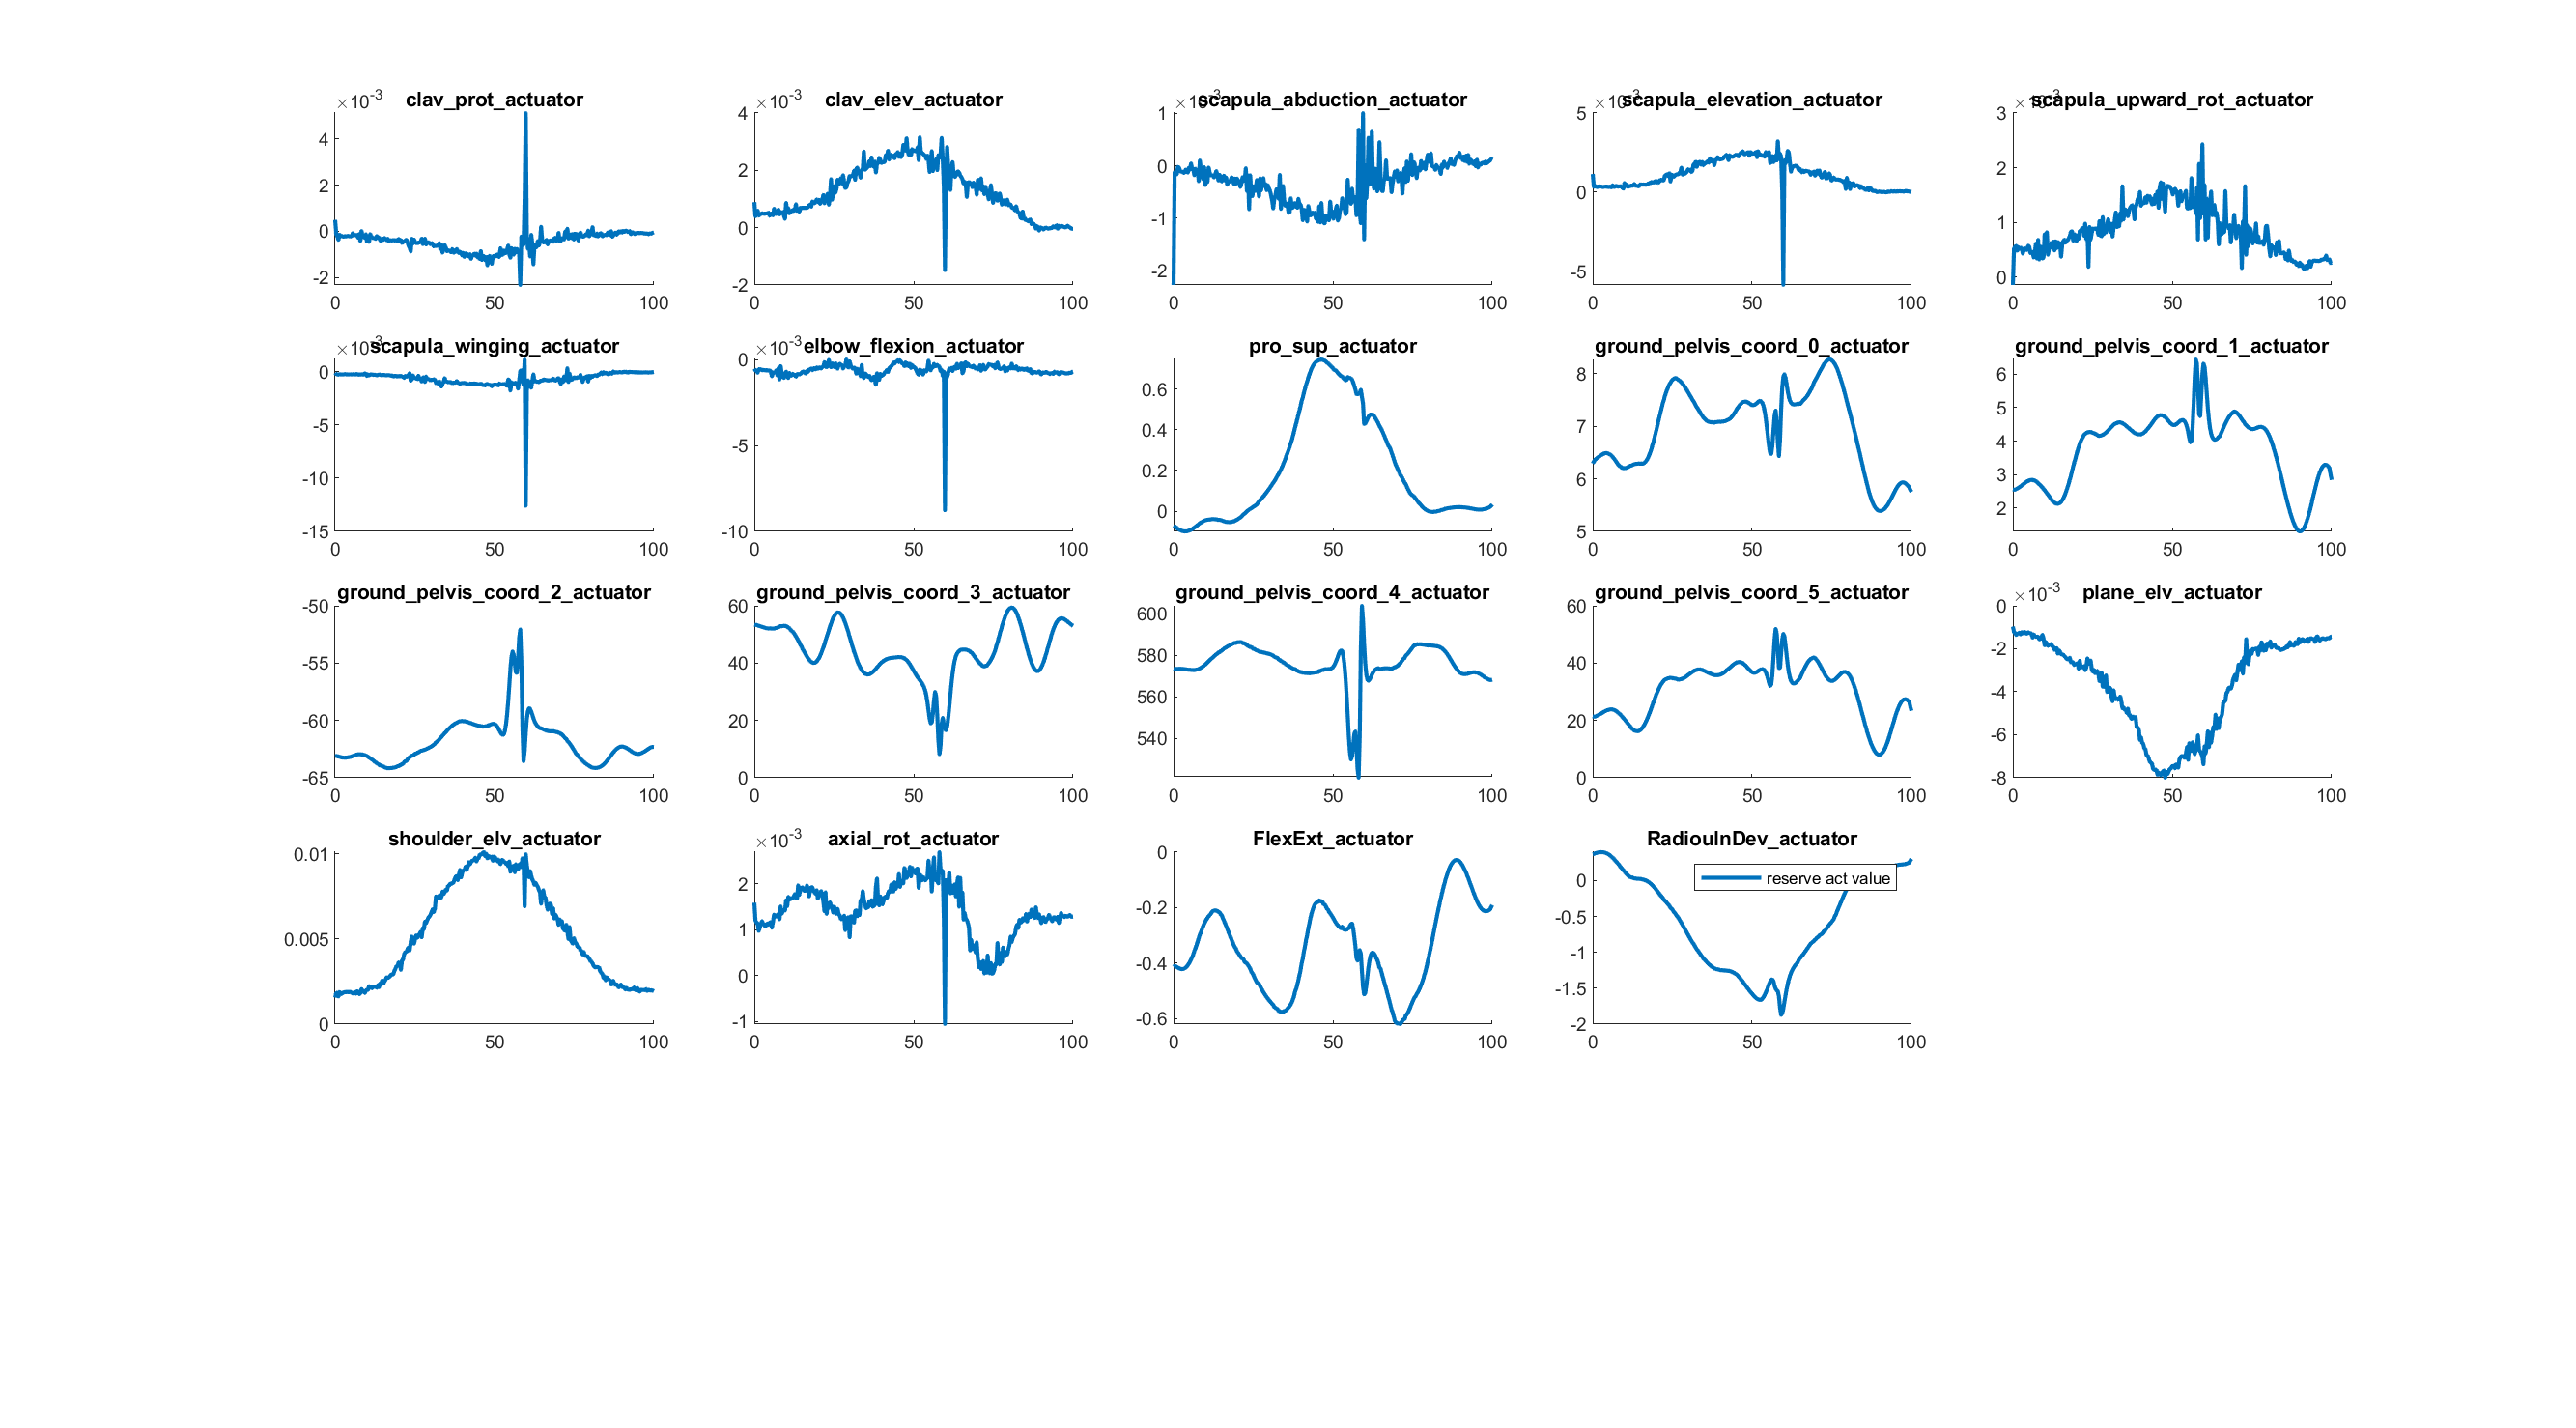 ×10-3 clav_prot_actuator
4
2
0
-2
0 50 100
×10-3 clav_elev_actuator
4
2
0
-2
0 50 100
×10-3 scapula_abduction_actuator
1
0
-1
-2
0 50 100
×10-3 scapula_elevation_actuator
5
0
-5
0 50 100
×10-3 scapula_upward_rot_actuator
3
2
1
0
0 50 100
×10-3 scapula_winging_actuator
0
-5
-10
-15
0 50 100
×10-3 elbow_flexion_actuator
0
-5
-10
0 50 100
pro_sup_actuator
0.6
0.4
0.2
0
0 50 100
ground_pelvis_coord_0_actuator
8
7
6
5
0 50 100
ground_pelvis_coord_1_actuator
6
5
4
3
2
0 50 100
ground_pelvis_coord_2_actuator
-50
-55
-60
-65
0 50 100
ground_pelvis_coord_3_actuator
60
40
20
0
0 50 100
ground_pelvis_coord_4_actuator
600
580
560
540
0 50 100
ground_pelvis_coord_5_actuator
60
40
20
0
0 50 100
×10-3 plane_elv_actuator
0
-2
-4
-6
-8
0 50 100
shoulder_elv_actuator
0.01
0.005
0
0 50 100
×10-3 axial_rot_actuator
2
1
0
-1
0 50 100
FlexExt_actuator
0
-0.2
-0.4
-0.6
0 50 100
RadioulnDev_actuator
reserve act value
0
-0.5
-1
-1.5
-2
0 50 100